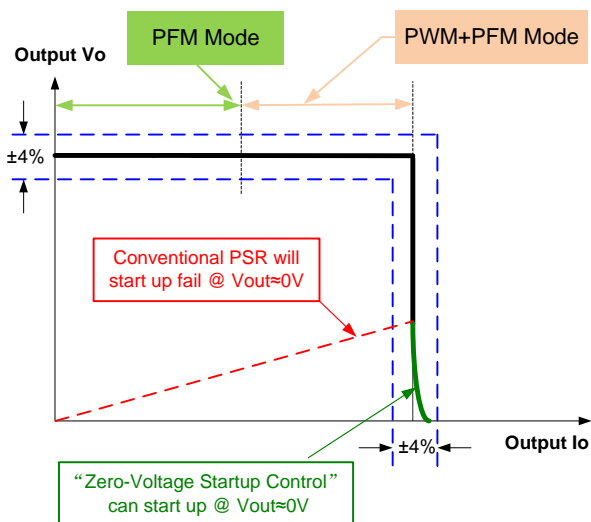 PFM Mode
PWM+PFM Mode
Output Vo
±4%
Conventional PSR will
start up fail @ Vout≈0V
±4%
Output Io
“Zero-Voltage Startup Control”
can start up @ Vout≈0V